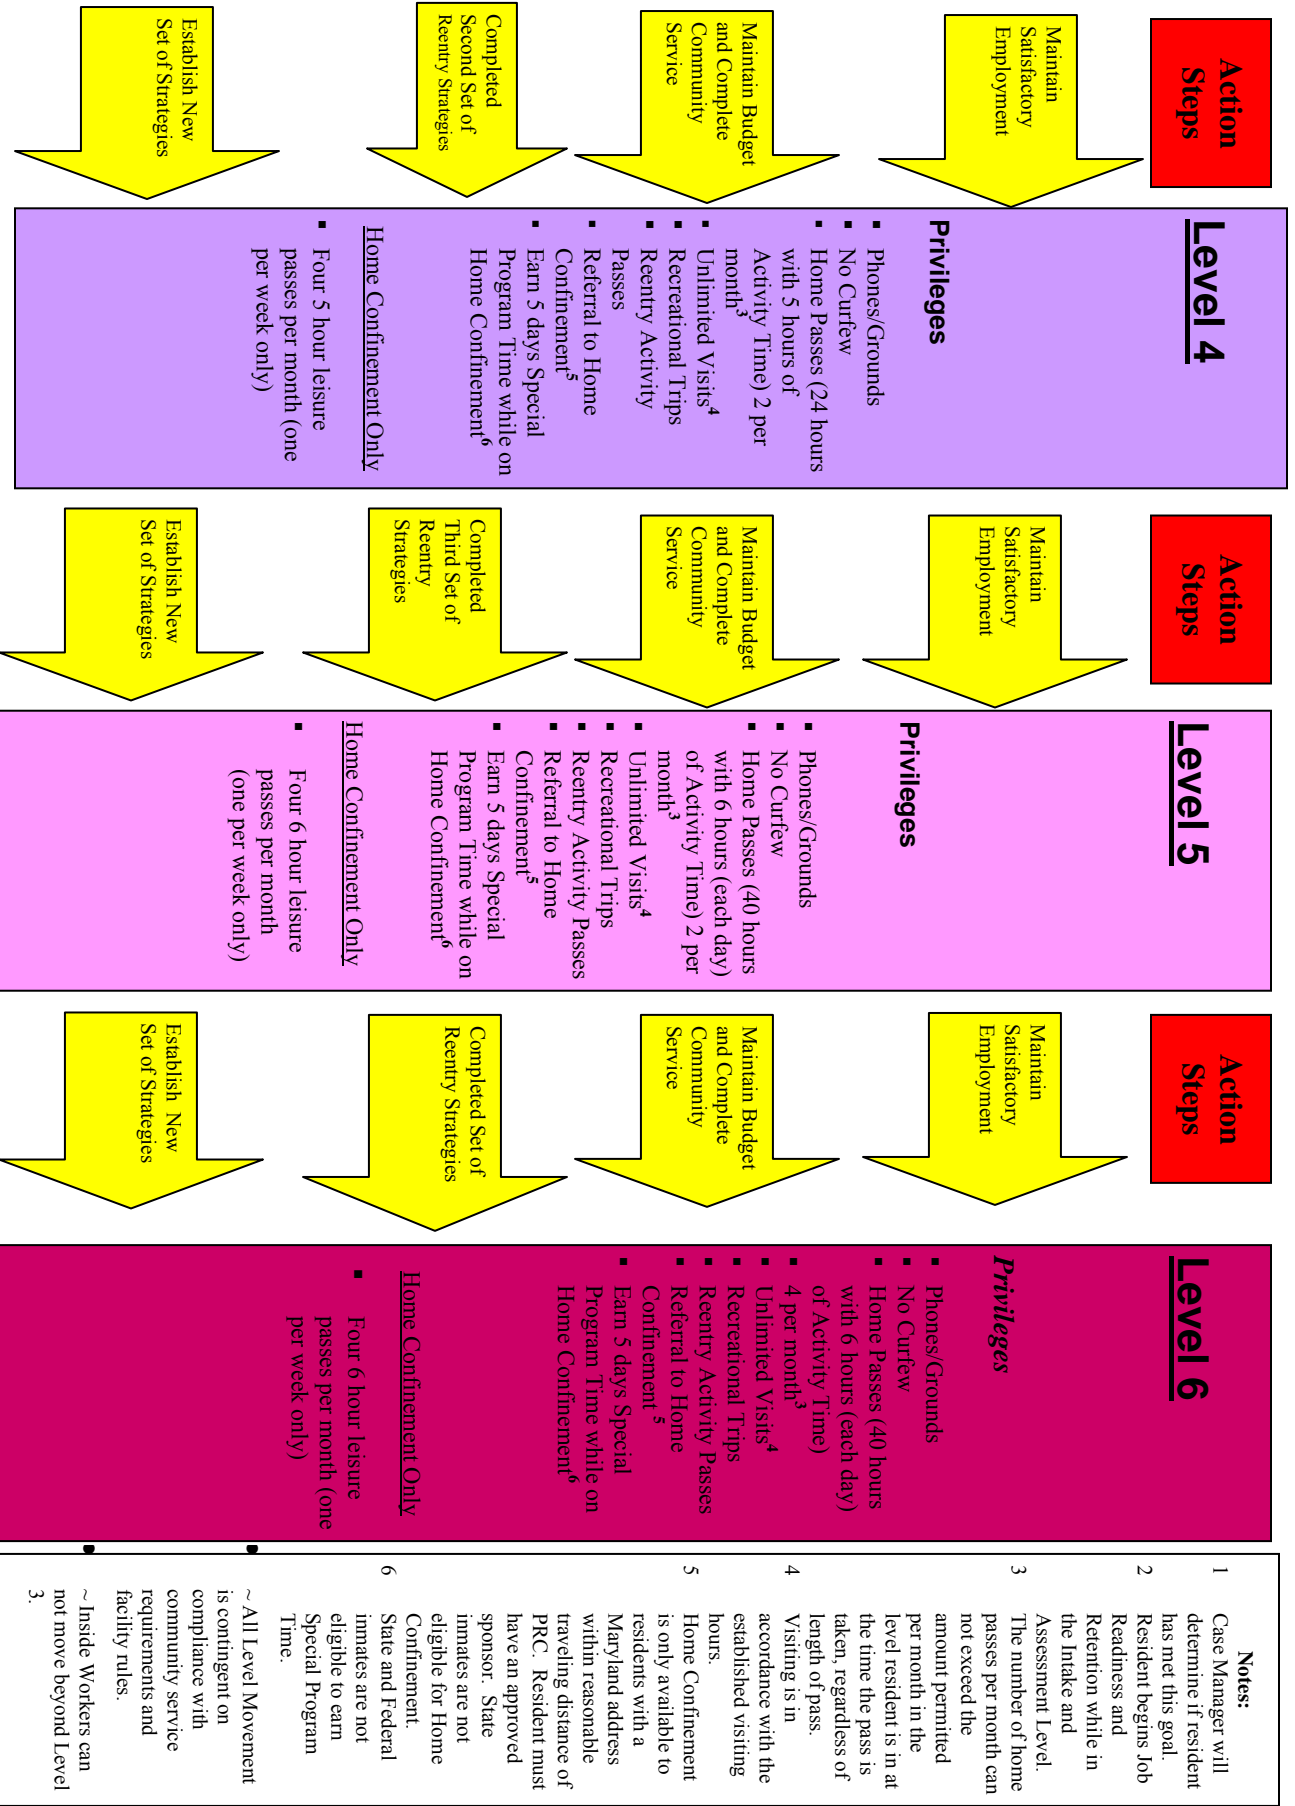 Action
Steps
Maintain
Satisfactory
Employment
Maintain Budget
and Complete
Community
Service
Completed
Second Set of
Reentry Strategies
Establish New
Set of Strategies
Level 4
Privileges
▪ Phones/Grounds
▪ No Curfew
▪ Home Passes (24 hours
with 5 hours of
Activity Time) 2 per
month³
▪ Unlimited Visits⁴
▪ Recreational Trips
▪ Reentry Activity
Passes
▪ Referral to Home
Confinement⁵
▪ Earn 5 days Special
Program Time while on
Home Confinement⁶
Home Confinement Only
▪ Four 5 hour leisure
passes per month (one
per week only)
Action
Steps
Maintain
Satisfactory
Employment
Maintain Budget
and Complete
Community
Service
Completed
Third Set of
Reentry
Strategies
Establish New
Set of Strategies
Level 5
Privileges
▪ Phones/Grounds
▪ No Curfew
▪ Home Passes (40 hours
with 6 hours (each day)
of Activity Time) 2 per
month³
▪ Unlimited Visits⁴
▪ Recreational Trips
▪ Reentry Activity Passes
▪ Referral to Home
Confinement⁵
▪ Earn 5 days Special
Program Time while on
Home Confinement⁶
Home Confinement Only
▪ Four 6 hour leisure
passes per month
(one per week only)
Action
Steps
Maintain
Satisfactory
Employment
Maintain Budget
and Complete
Community
Service
Completed Set of
Reentry Strategies
Establish New
Set of Strategies
Level 6
Privileges
▪ Phones/Grounds
▪ No Curfew
▪ Home Passes (40 hours
with 6 hours (each day)
of Activity Time)
▪ 4 per month³
▪ Unlimited Visits⁴
▪ Recreational Trips
▪ Reentry Activity Passes
▪ Referral to Home
Confinement ⁵
▪ Earn 5 days Special
Program Time while on
Home Confinement⁶
Home Confinement Only
▪ Four 6 hour leisure
passes per month (one
per week only)
Notes:
1 Case Manager will
determine if resident
has met this goal.
2 Resident begins Job
Readiness and
Retention while in
the Intake and
Assessment Level.
3 The number of home
passes per month can
not exceed the
amount permitted
per month in the
level resident is in at
the time the pass is
taken, regardless of
length of pass.
4 Visiting is in
accordance with the
established visiting
hours.
5 Home Confinement
is only available to
residents with a
Maryland address
within reasonable
traveling distance of
PRC. Resident must
have an approved
sponsor. State
inmates are not
eligible for Home
Confinement.
6 State and Federal
inmates are not
eligible to earn
Special Program
Time.
~ All Level Movement
is contingent on
compliance with
community service
requirements and
facility rules.
~ Inside Workers can
not move beyond Level
3.